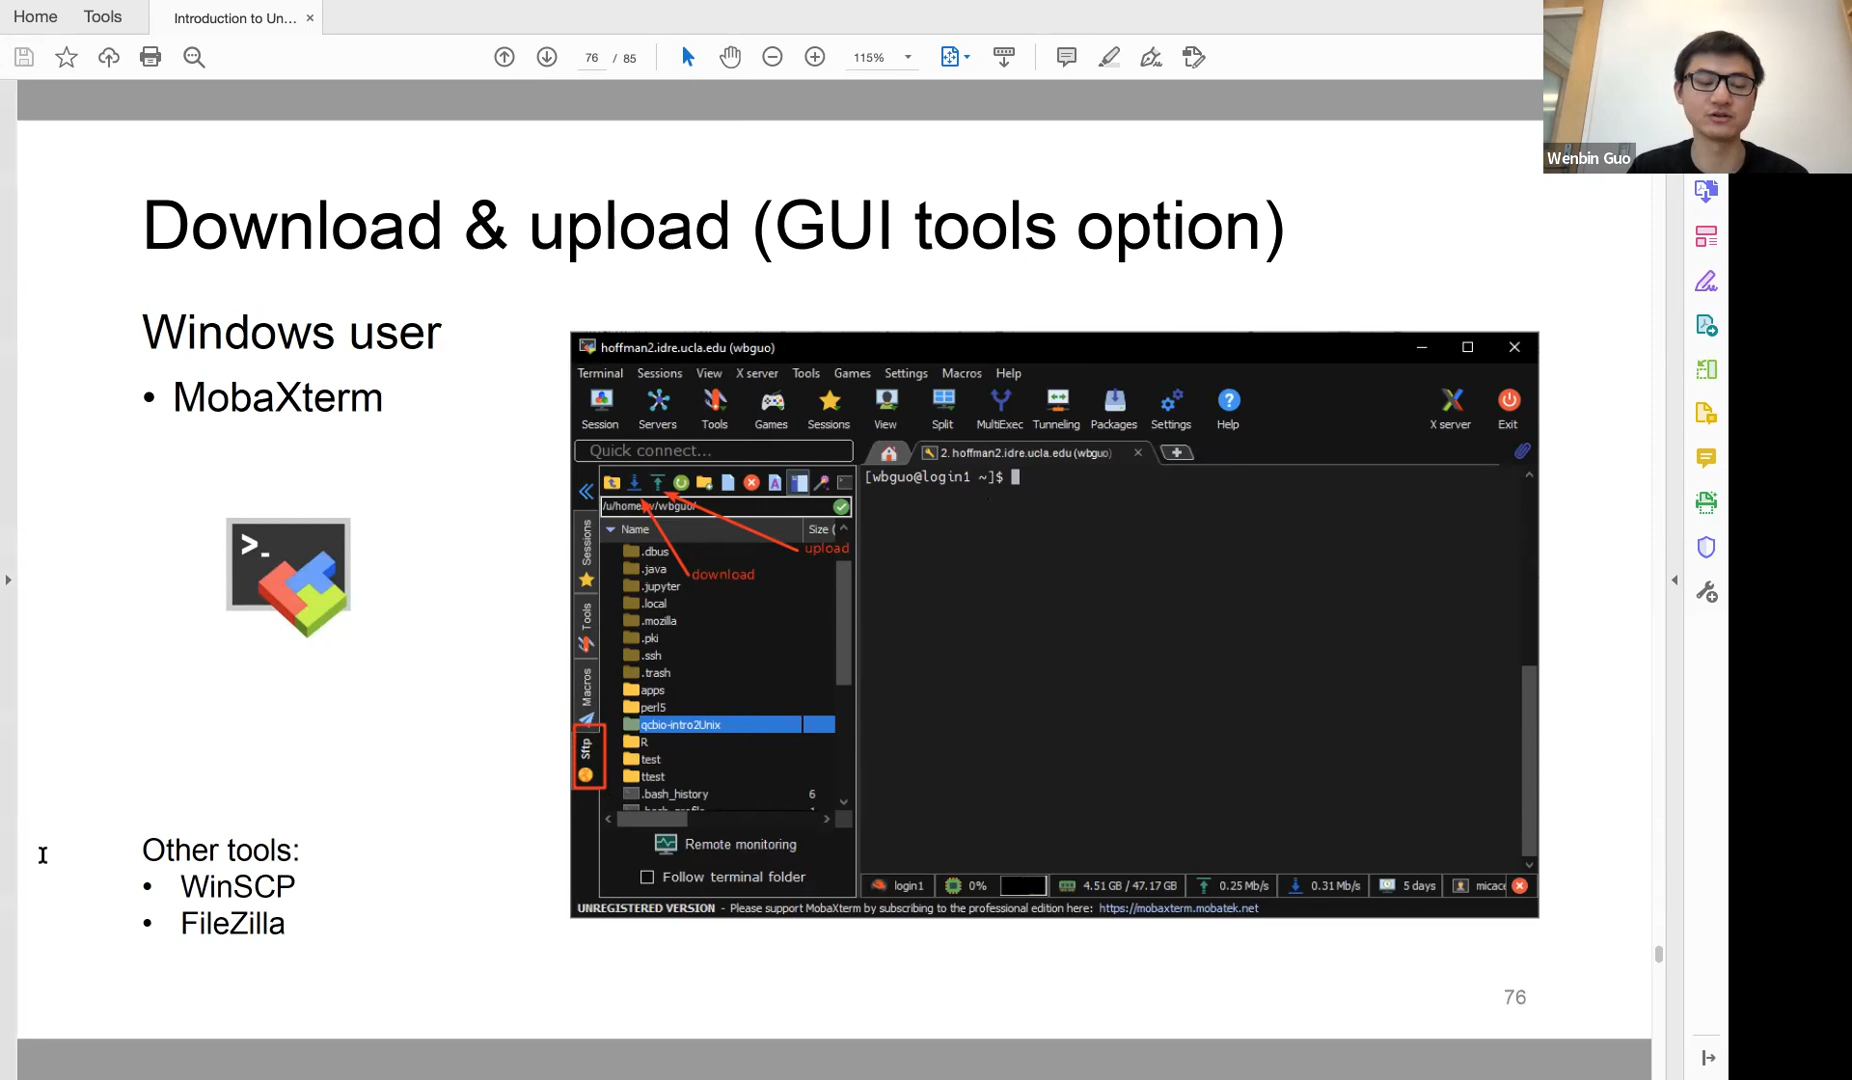 Home
Tools
Introduction to Un...
76 / 85
115%
Wenbin Guo
Download & upload (GUI tools option)
Windows user
• MobaXterm
Other tools:
• WinSCP
• FileZilla
hoffman2.idre.ucla.edu (wbguo)
Terminal Sessions View X server Tools Games Settings Macros Help
Session Servers Tools Games Sessions View Split MultiExec Tunneling Packages Settings Help X server Exit
Quick connect...
2. hoffman2.idre.ucla.edu (wbguo)
[wbguo@login1 ~]$
Name Size (
.dbus
.java
.jupyter
.local
.mozilla
.pki
.ssh
.trash
apps
perl5
qcbio-intro2Unix
R
test
ttest
.bash_history 6
upload
download
Sessions
Tools
Macros
Sftp
Remote monitoring
Follow terminal folder
login1 0% 4.51 GB / 47.17 GB 0.25 Mb/s 0.31 Mb/s 5 days micace
UNREGISTERED VERSION - Please support MobaXterm by subscribing to the professional edition here: https://mobaxterm.mobatek.net
76